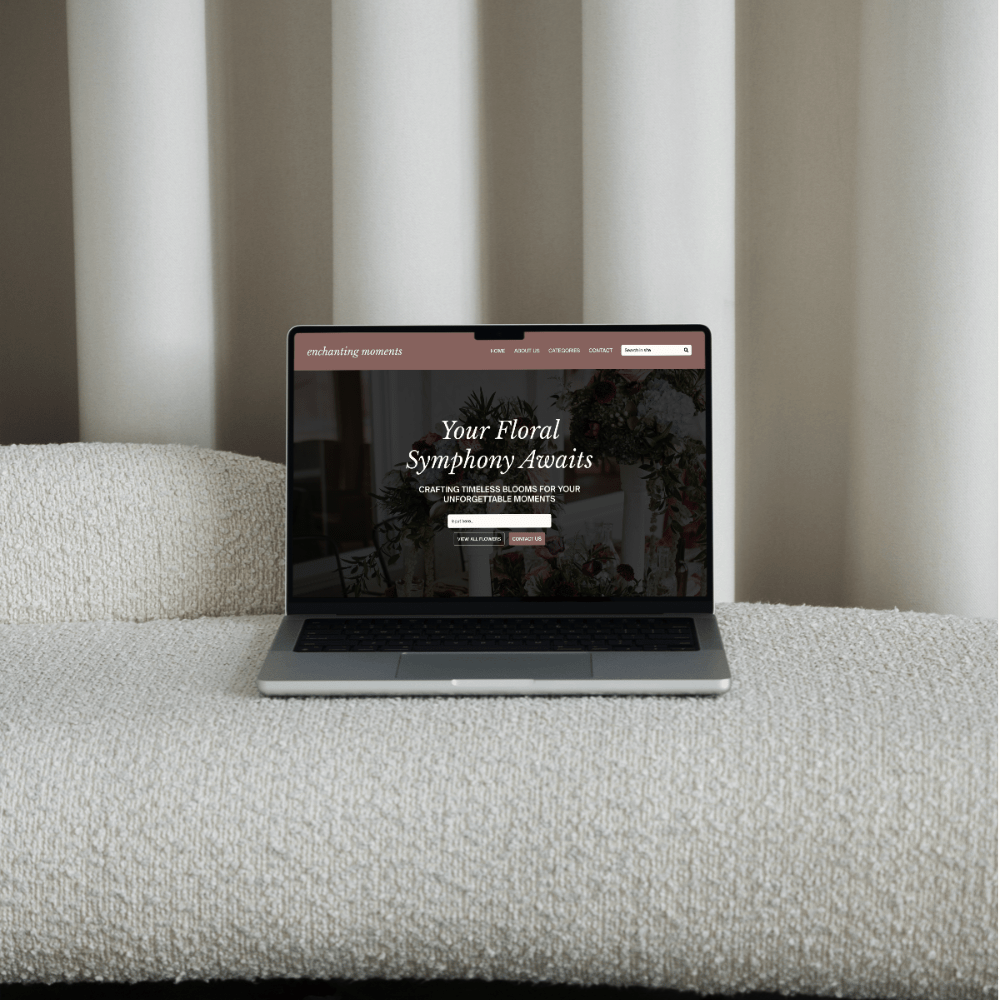 enchanting moments
HOME ABOUT US CATEGORIES CONTACT Search in site
Your Floral
Symphony Awaits
CRAFTING TIMELESS BLOOMS FOR YOUR
UNFORGETTABLE MOMENTS
VIEW ALL FLOWERS CONTACT US